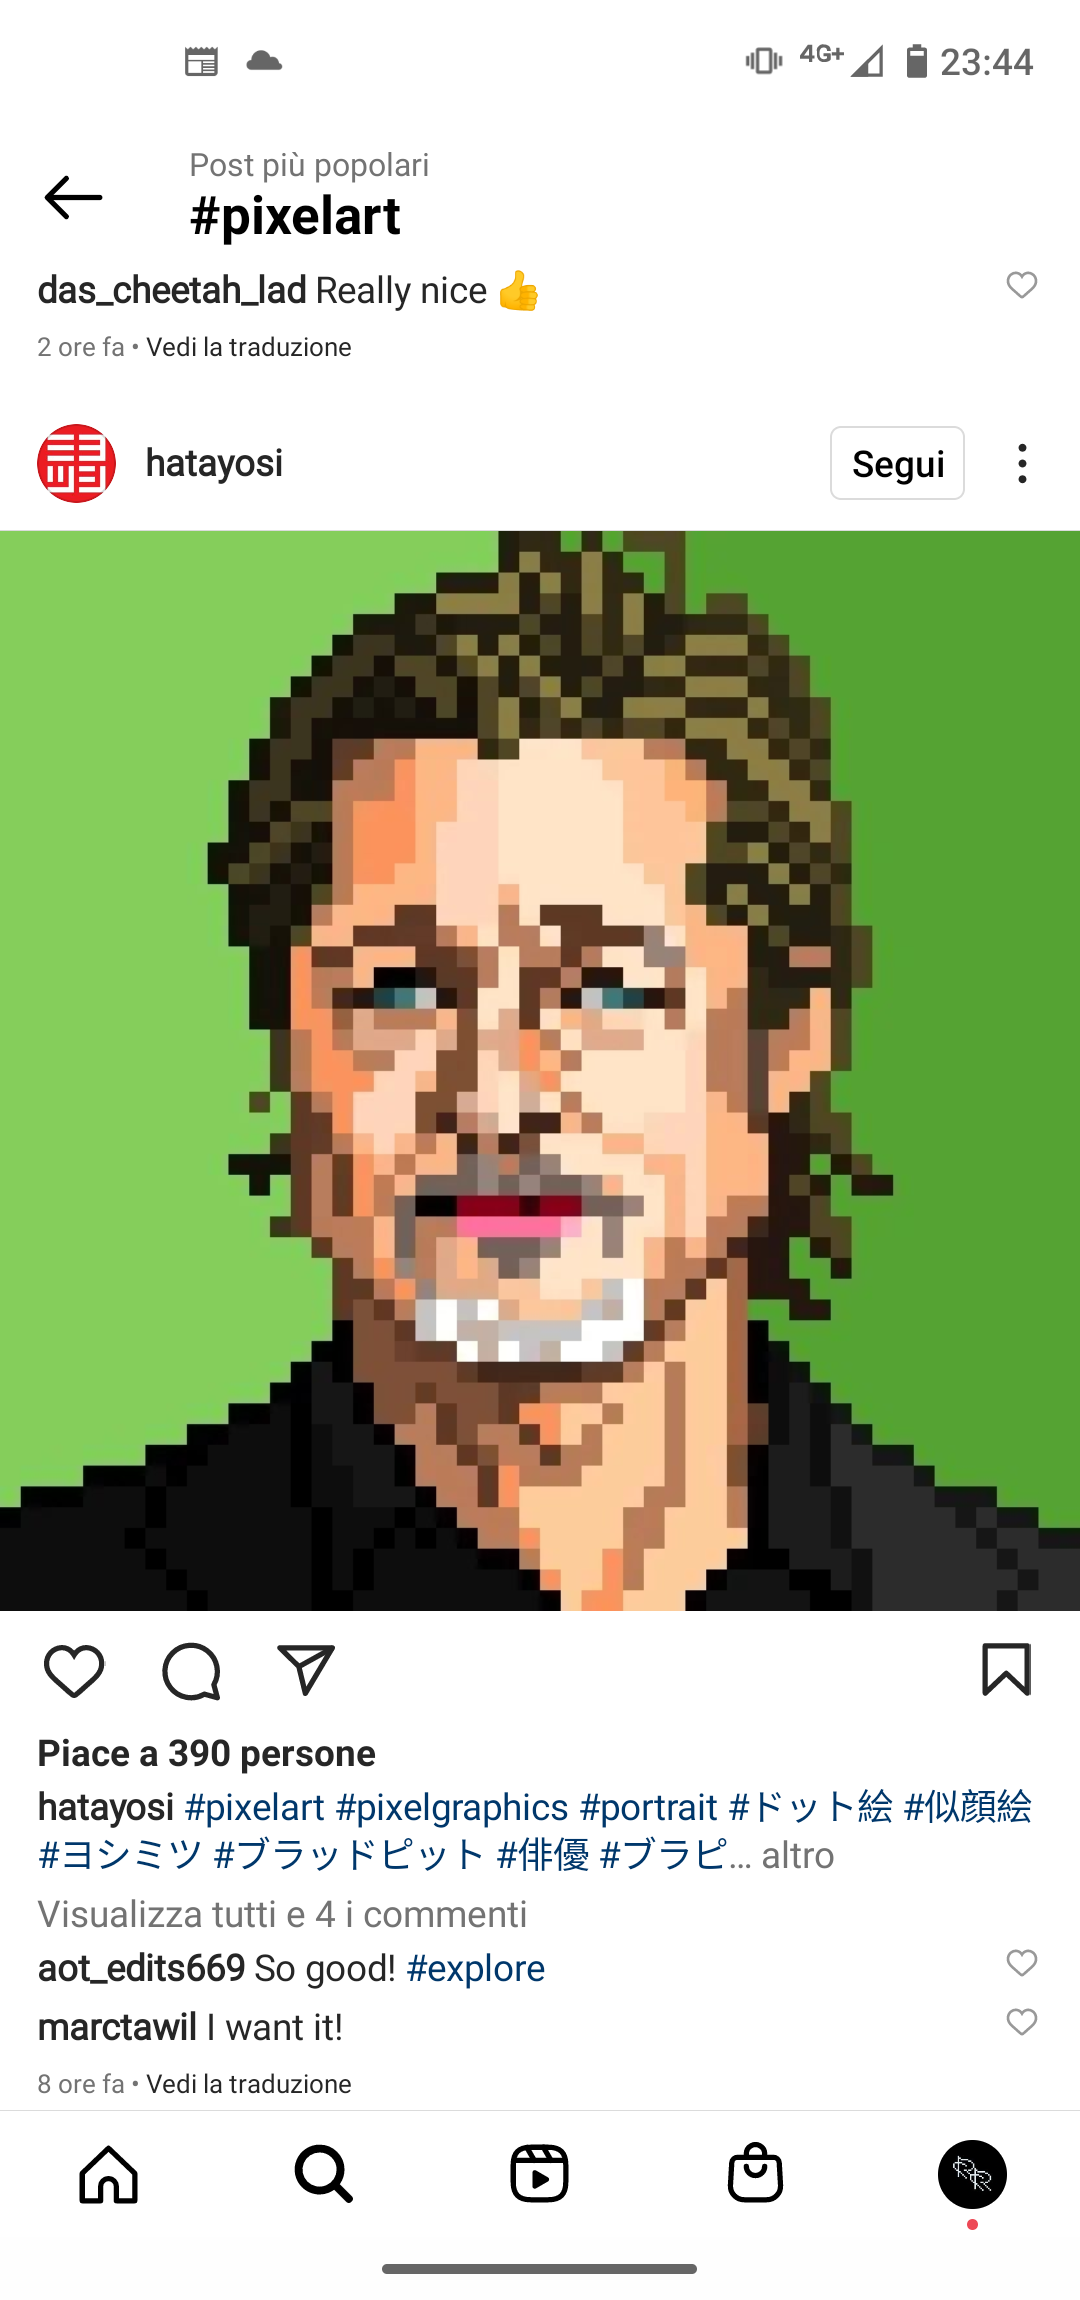 4G+ 23:44
Post più popolari
#pixelart
das_cheetah_lad Really nice 👍
2 ore fa • Vedi la traduzione
hatayosi
Segui
Piace a 390 persone
hatayosi #pixelart #pixelgraphics #portrait #ドット絵 #似顔絵
#ヨシミツ #ブラッドピット #俳優 #ブラピ... altro
Visualizza tutti e 4 i commenti
aot_edits669 So good! #explore
marctawil I want it!
8 ore fa • Vedi la traduzione